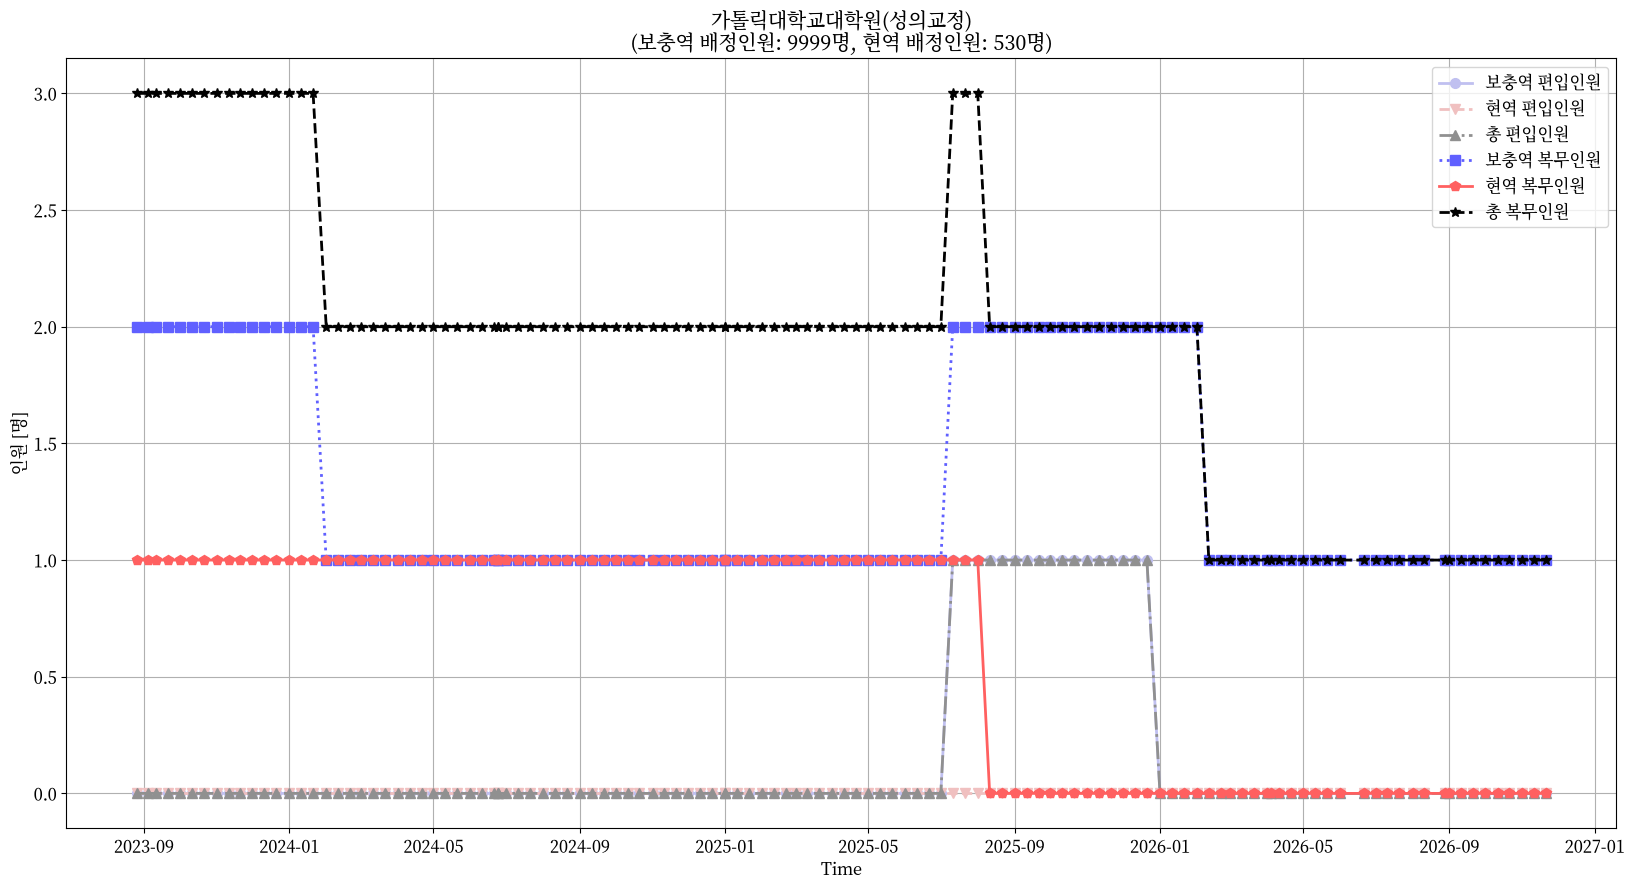 가톨릭대학교대학원(성의교정)
(보충역 배정인원: 9999명, 현역 배정인원: 530명)
보충역 편입인원
현역 편입인원
총 편입인원
보충역 복무인원
현역 복무인원
총 복무인원
인원 [명]
3.0
2.5
2.0
1.5
1.0
0.5
0.0
2023-09
2024-01
2024-05
2024-09
2025-01
2025-05
2025-09
2026-01
2026-05
2026-09
2027-01
Time